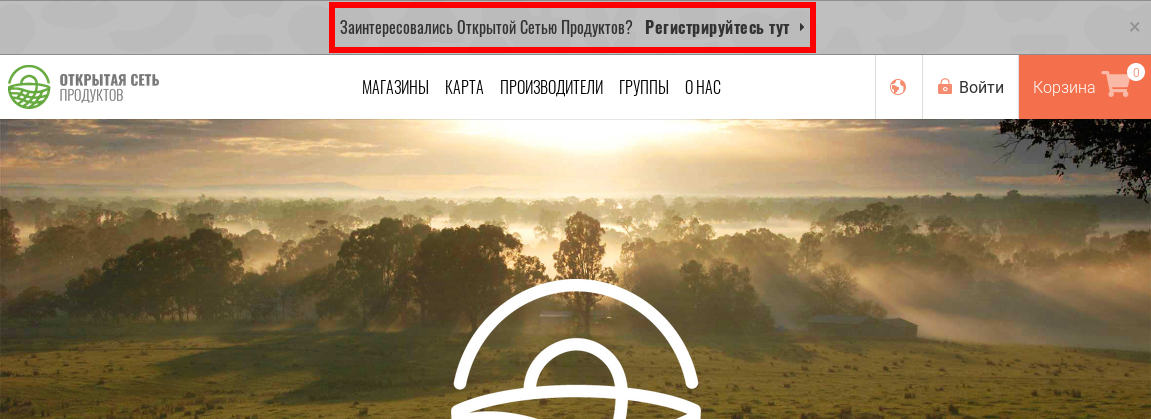 Заинтересовались Открытой Сетью Продуктов? Регистрируйтесь тут
ОТКРЫТАЯ СЕТЬ
ПРОДУКТОВ
МАГАЗИНЫ КАРТА ПРОИЗВОДИТЕЛИ ГРУППЫ О НАС
Войти
Корзина 0